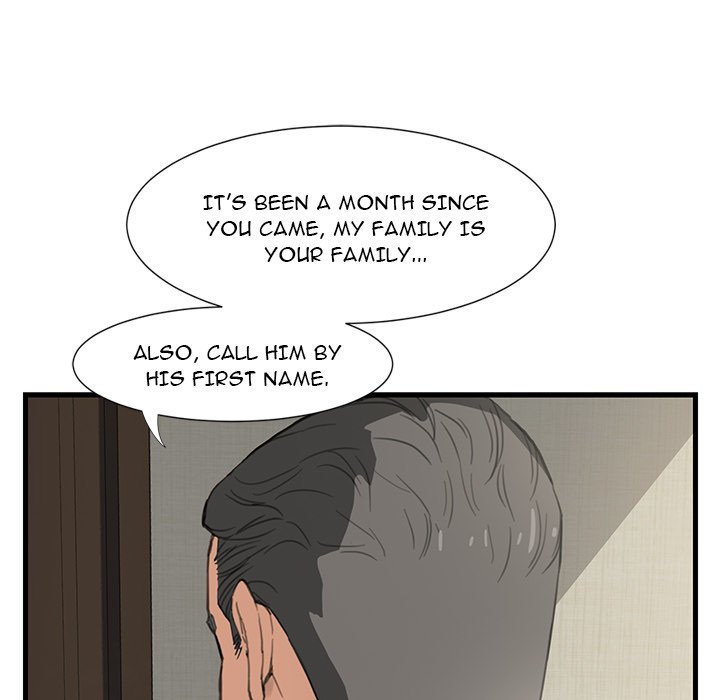 IT'S BEEN A MONTH SINCE
YOU CAME, MY FAMILY IS
YOUR FAMILY...
ALSO, CALL HIM BY
HIS FIRST NAME.